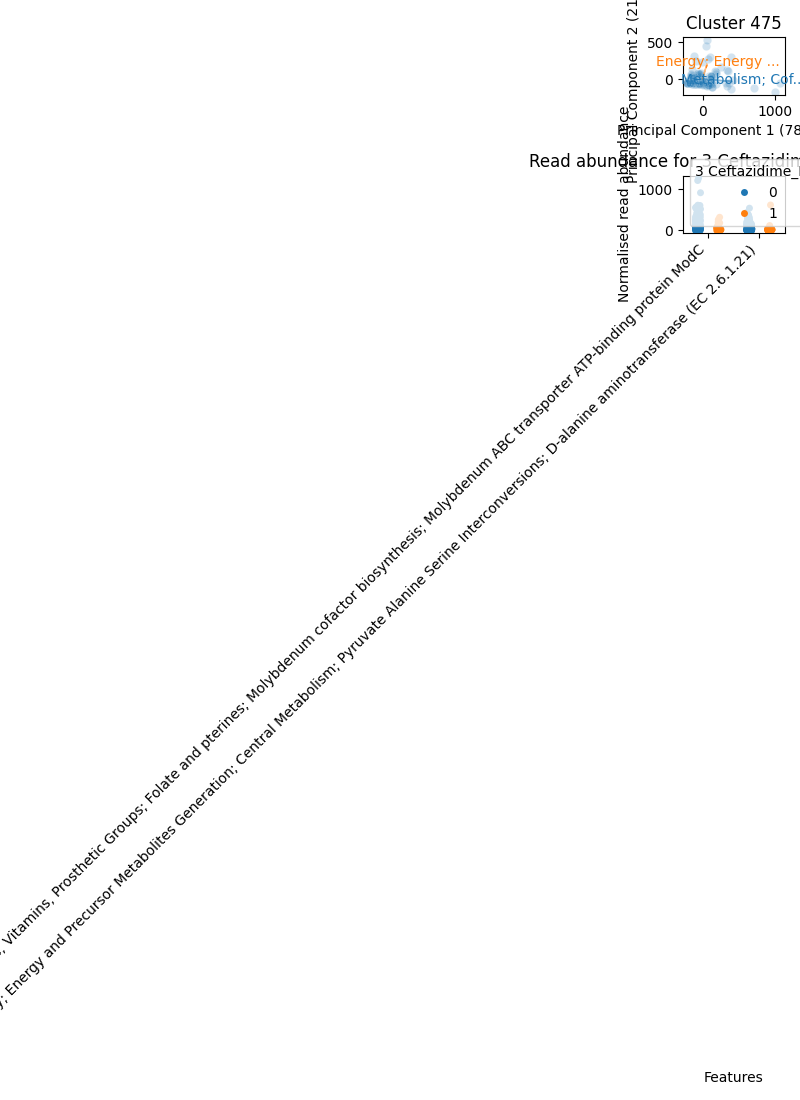 Cluster 475
Principal Component 2 (21
500
0
Energy; Energy ...
Metabolism; Cof..
0
1000
Principal Component 1 (78
Read abundance for 3 Ceftazidim
Normalised read abundance
3 Ceftazidime_
0
1
1000
0
, Vitamins, Prosthetic Groups; Folate and pterines; Molybdenum cofactor biosynthesis; Molybdenum ABC transporter ATP-binding protein ModC
; Energy and Precursor Metabolites Generation; Central Metabolism; Pyruvate Alanine Serine Interconversions; D-alanine aminotransferase (EC 2.6.1.21)
Features